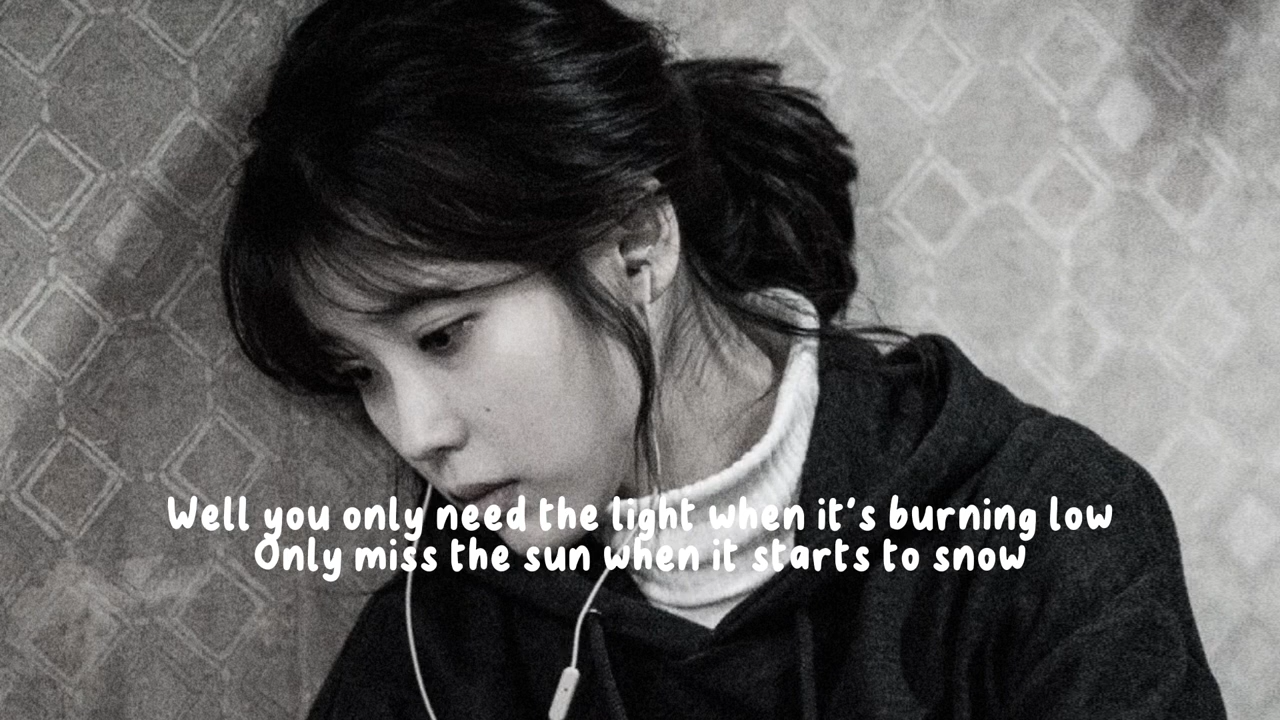 Well you only need the light when it's burning low
Only miss the sun when it starts to snow